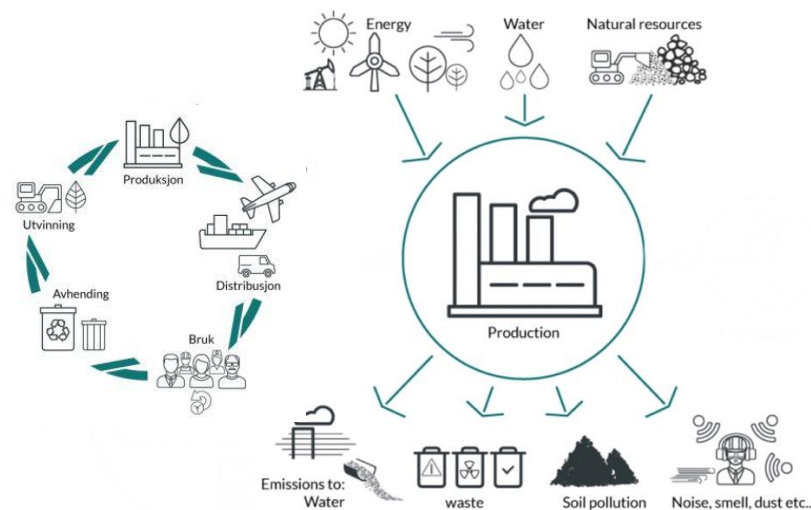 Energy
Water
Natural resources
Produksjon
Utvinning
Distribusjon
Avhending
Bruk
Production
Emissions to:
Water
waste
Soil pollution
Noise, smell, dust etc..